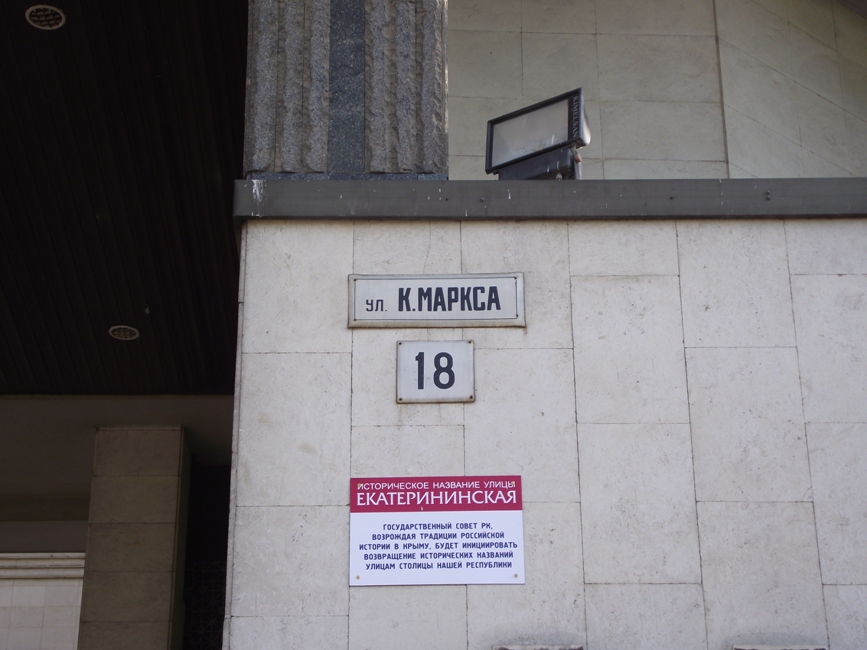 ул. К.МАРКСА
18
ИСТОРИЧЕСКОЕ НАЗВАНИЕ УЛИЦЫ
ЕКАТЕРИНИНСКАЯ
ГОСУДАРСТВЕННЫЙ СОВЕТ РК,
ВОЗРОЖДАЯ ТРАДИЦИИ РОССИЙСКОЙ
ИСТОРИИ В КРЫМУ, БУДЕТ ИНИЦИИРОВАТЬ
ВОЗВРАЩЕНИЕ ИСТОРИЧЕСКИХ НАЗВАНИЙ
УЛИЦАМ СТОЛИЦЫ НАШЕЙ РЕСПУБЛИКИ